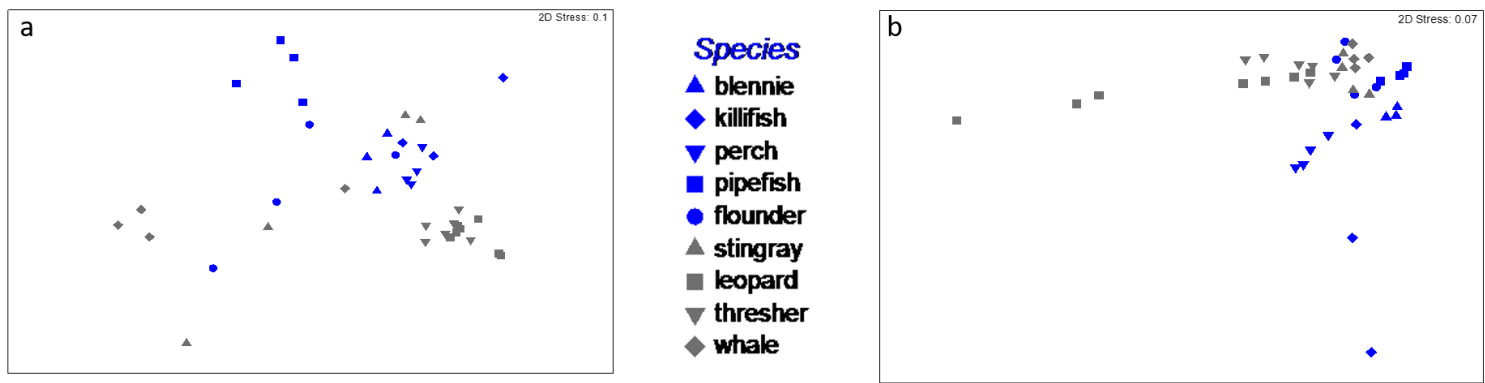 a
2D Stress: 0.1
Species
blennie
killifish
perch
pipefish
flounder
stingray
leopard
thresher
whale
b
2D Stress: 0.07